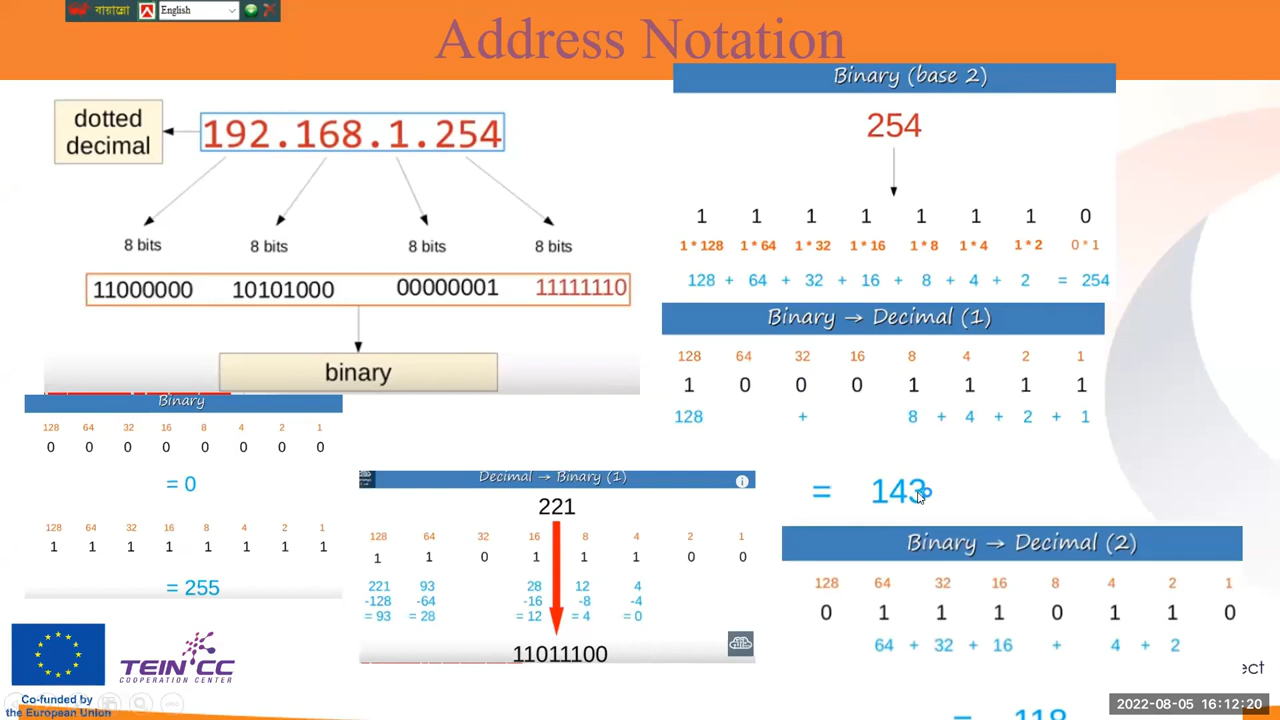 বায়ান্নো English
Address Notation
dotted
decimal
192.168.1.254
8 bits 8 bits 8 bits 8 bits
11000000 10101000 00000001 11111110
binary
Binary (base 2)
254
1 1 1 1 1 1 1 0
1 * 128 1 * 64 1 * 32 1 * 16 1 * 8 1 * 4 1 * 2 0 * 1
128 + 64 + 32 + 16 + 8 + 4 + 2 = 254
Binary → Decimal (1)
128 64 32 16 8 4 2 1
1 0 0 0 1 1 1 1
128 + 8 + 4 + 2 + 1
= 143
Binary
128 64 32 16 8 4 2 1
0 0 0 0 0 0 0 0
= 0
128 64 32 16 8 4 2 1
1 1 1 1 1 1 1 1
= 255
Decimal → Binary (1)
221
128 64 32 16 8 4 2 1
1 1 0 1 1 1 0 0
221 93 28 12 4
-128 -64 -16 -8 -4
= 93 = 28 = 12 = 4 = 0
11011100
Binary → Decimal (2)
128 64 32 16 8 4 2 1
0 1 1 1 0 1 1 0
64 + 32 + 16 + 4 + 2
= 118
TEIN*CC
COOPERATION CENTER
Co-funded by
the European Union
ect
2022-08-05 16:12:20